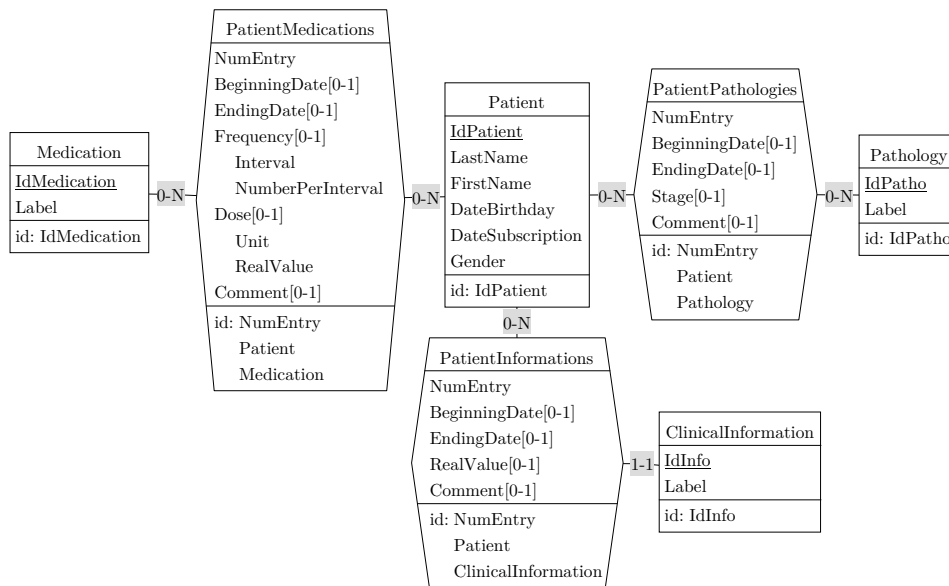 Medication
IdMedication
Label
id: IdMedication
0-N
PatientMedications
NumEntry
BeginningDate[0-1]
EndingDate[0-1]
Frequency[0-1]
Interval
NumberPerInterval
Dose[0-1]
Unit
RealValue
Comment[0-1]
id: NumEntry
Patient
Medication
0-N
Patient
IdPatient
LastName
FirstName
DateBirthday
DateSubscription
Gender
id: IdPatient
0-N
PatientPathologies
NumEntry
BeginningDate[0-1]
EndingDate[0-1]
Stage[0-1]
Comment[0-1]
id: NumEntry
Patient
Pathology
0-N
Pathology
IdPatho
Label
id: IdPatho
0-N
PatientInformations
NumEntry
BeginningDate[0-1]
EndingDate[0-1]
RealValue[0-1]
Comment[0-1]
id: NumEntry
Patient
ClinicalInformation
1-1
ClinicalInformation
IdInfo
Label
id: IdInfo